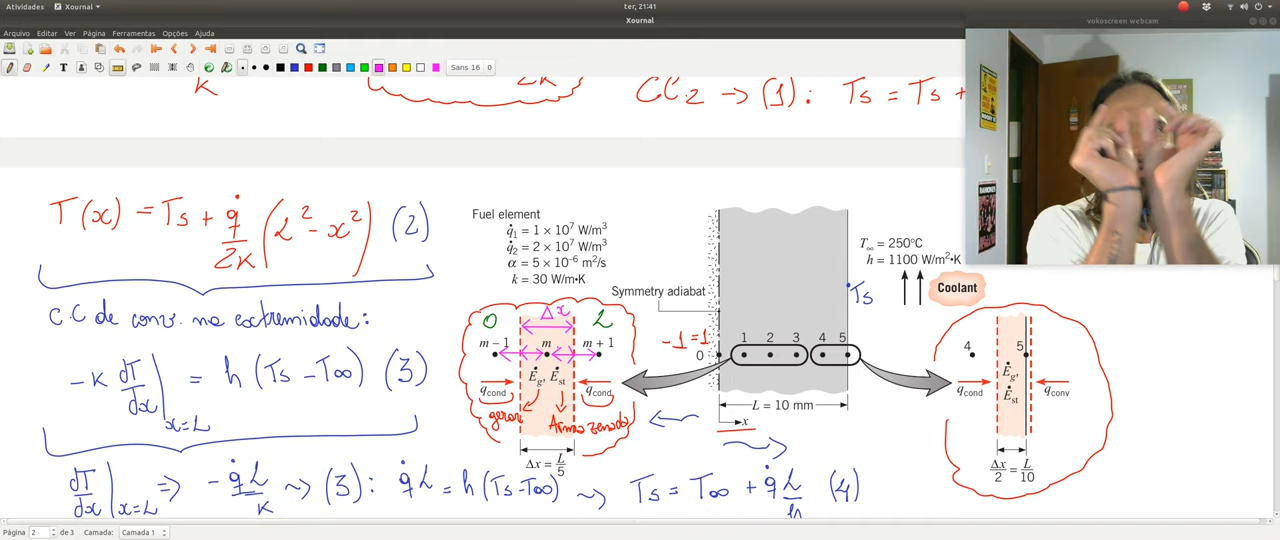 Atividades Xournal ter, 21:41
Xournal
vokoscreen webcam
Arquivo Editar Ver Página Ferramentas Opções Ajuda
Sans 16
K
2K
CC2 → (1): Ts = Ts +
T(x) = Ts + q̇/2K (L² - x²) (2)
C.C de conv. na extremidade:
-K dT/dx |x=L = h (Ts - T∞) (3)
dT/dx |x=L ⇒ - q̇L/K ⇝ (3): q̇L = h (Ts - T∞) ⇝ Ts = T∞ + q̇L/h (4)
Fuel element
q̇1 = 1 × 10⁷ W/m³
q̇2 = 2 × 10⁷ W/m³
α = 5 × 10⁻⁶ m²/s
k = 30 W/m•K
Symmetry adiabat
T∞ = 250°C
h = 1100 W/m²•K
Coolant
Ts
0 Δx 2
m − 1 m m + 1
Ėg, Ėst
qcond qcond
gerar Armazenado
Δx = L/5
-1 = 1
0 1 2 3 4 5
L = 10 mm
x
4 5
Ėg,
Ėst
qcond qconv
Δx/2 = L/10
RAMONES
Página 2 de 3 Camada: Camada 1